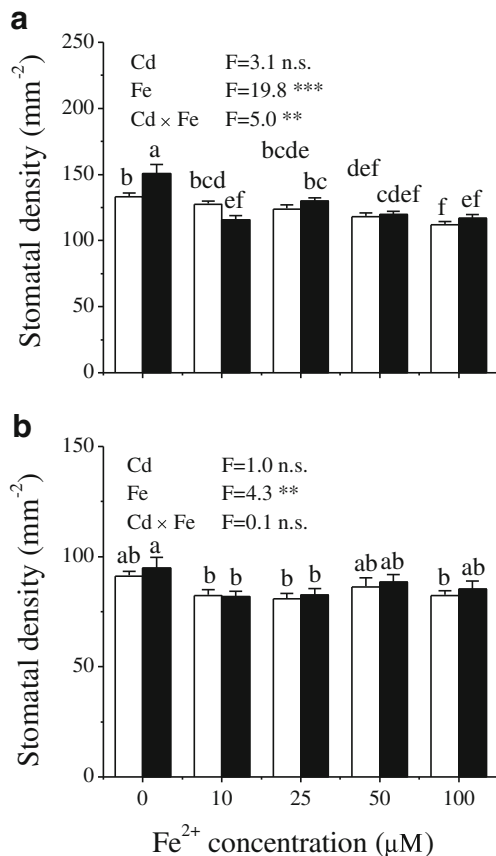 a
250
200
150
100
50
0
Stomatal density (mm⁻²)
Cd F=3.1 n.s.
Fe F=19.8 ***
Cd × Fe F=5.0 **
b a bcd ef bcde bc def cdef f ef
b
150
100
50
0
Stomatal density (mm⁻²)
Cd F=1.0 n.s.
Fe F=4.3 **
Cd × Fe F=0.1 n.s.
ab a b b b b ab ab b ab
0 10 25 50 100
Fe²⁺ concentration (µM)